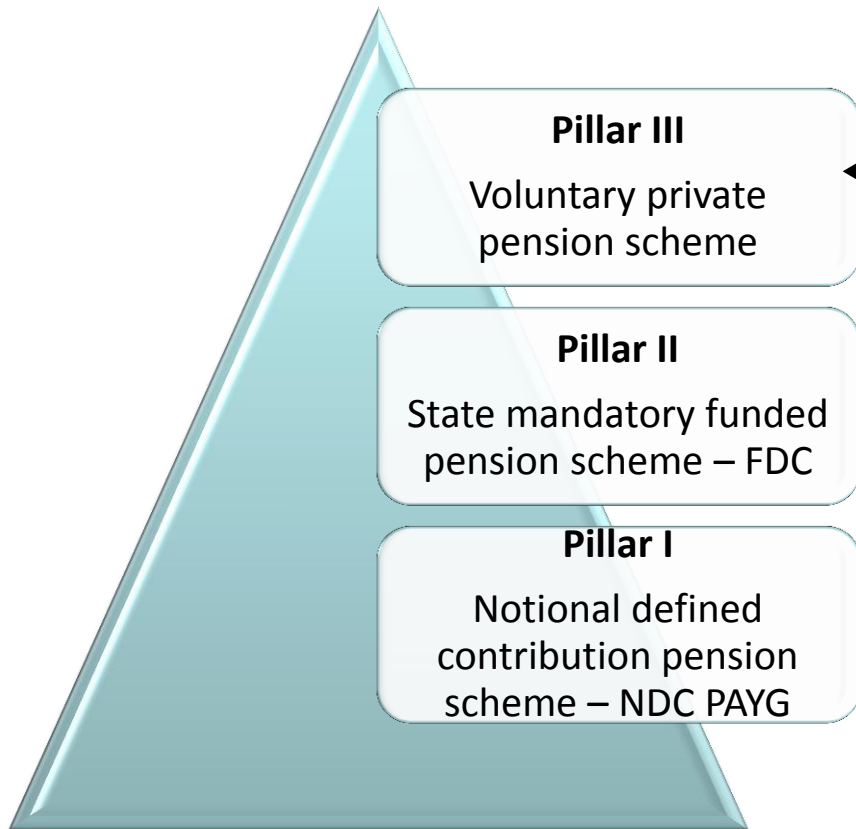 Pillar III
Voluntary private
pension scheme
Pillar II
State mandatory funded
pension scheme – FDC
Pillar I
Notional defined
contribution pension
scheme – NDC PAYG